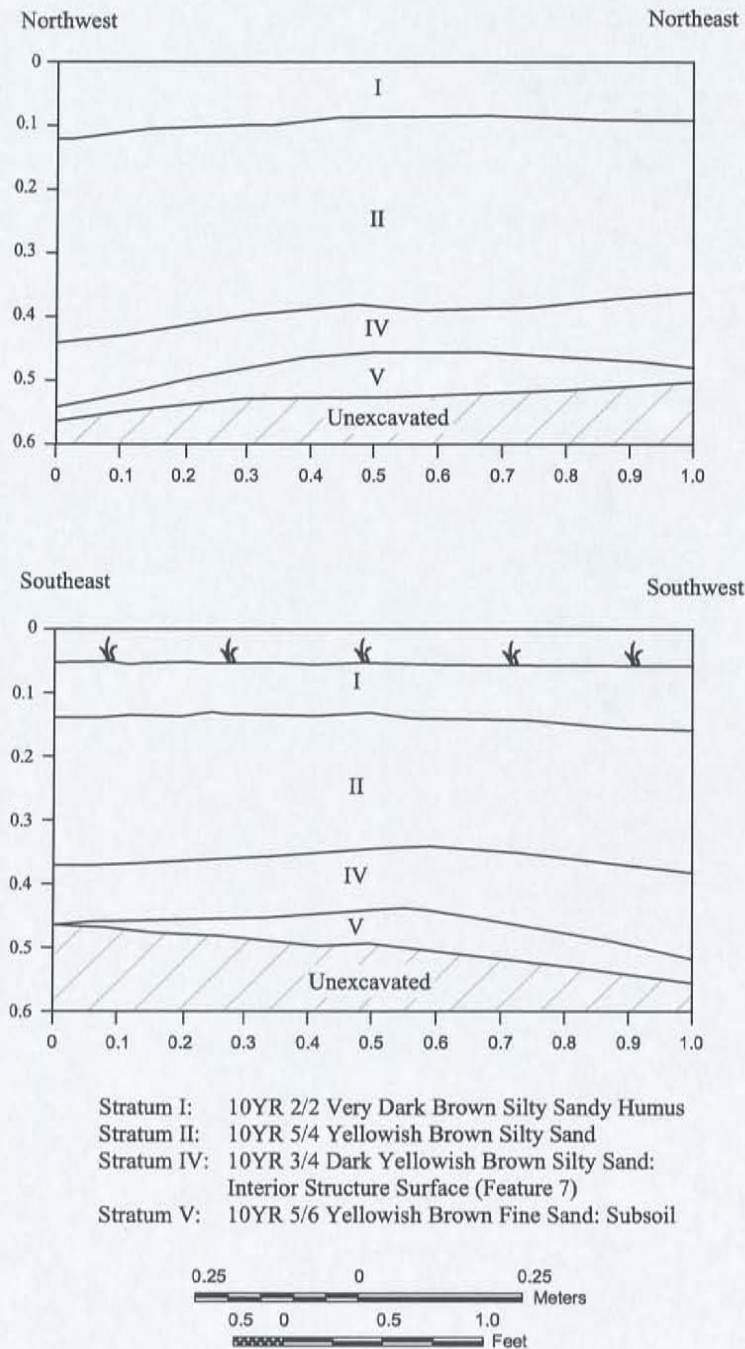 Northwest Northeast
0
I
0.1
0.2
II
0.3
0.4
IV
0.5
V
Unexcavated
0.6
0 0.1 0.2 0.3 0.4 0.5 0.6 0.7 0.8 0.9 1.0
Southeast Southwest
0
I
0.1
0.2
II
0.3
0.4
IV
V
0.5
Unexcavated
0.6
0 0.1 0.2 0.3 0.4 0.5 0.6 0.7 0.8 0.9 1.0
Stratum I: 10YR 2/2 Very Dark Brown Silty Sandy Humus
Stratum II: 10YR 5/4 Yellowish Brown Silty Sand
Stratum IV: 10YR 3/4 Dark Yellowish Brown Silty Sand:
Interior Structure Surface (Feature 7)
Stratum V: 10YR 5/6 Yellowish Brown Fine Sand: Subsoil
0.25 0 0.25
Meters
0.5 0 0.5 1.0
Feet